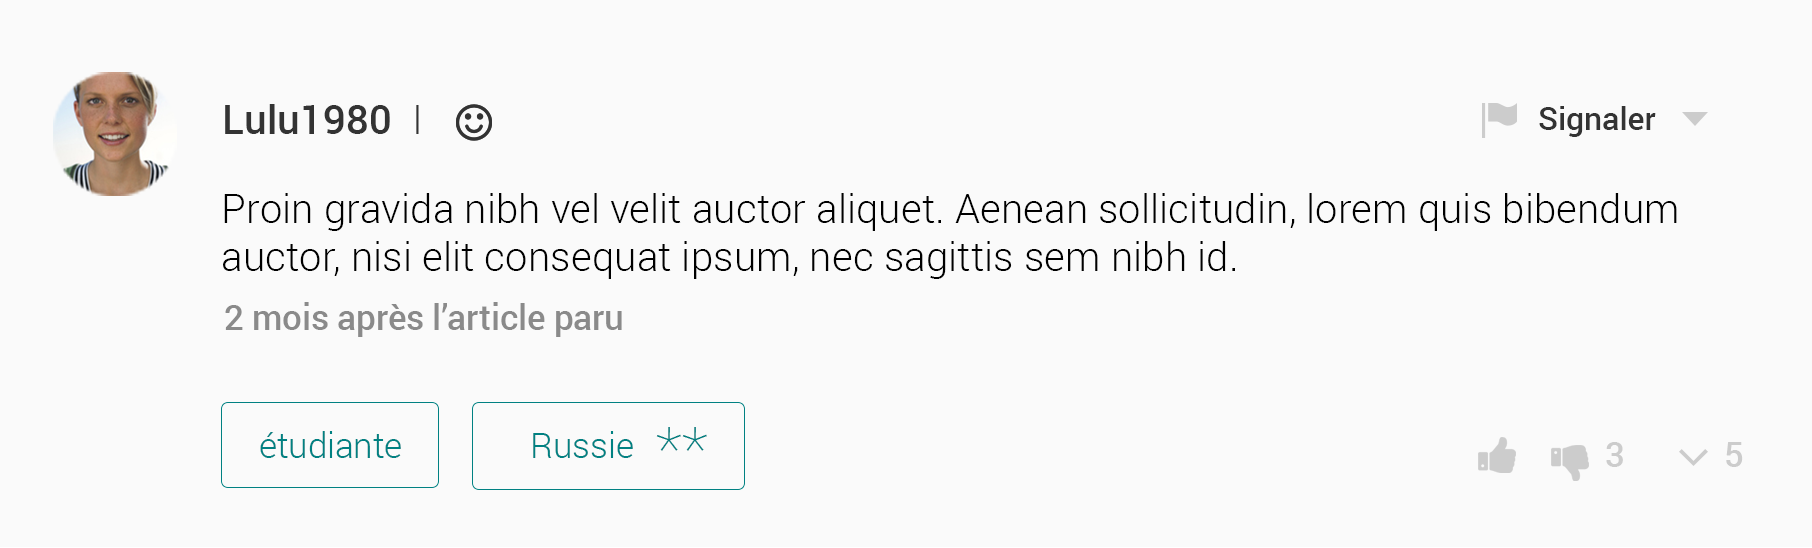 Lulu1980 |
Signaler
Proin gravida nibh vel velit auctor aliquet. Aenean sollicitudin, lorem quis bibendum
auctor, nisi elit consequat ipsum, nec sagittis sem nibh id.
2 mois après l’article paru
étudiante
Russie **
3
5